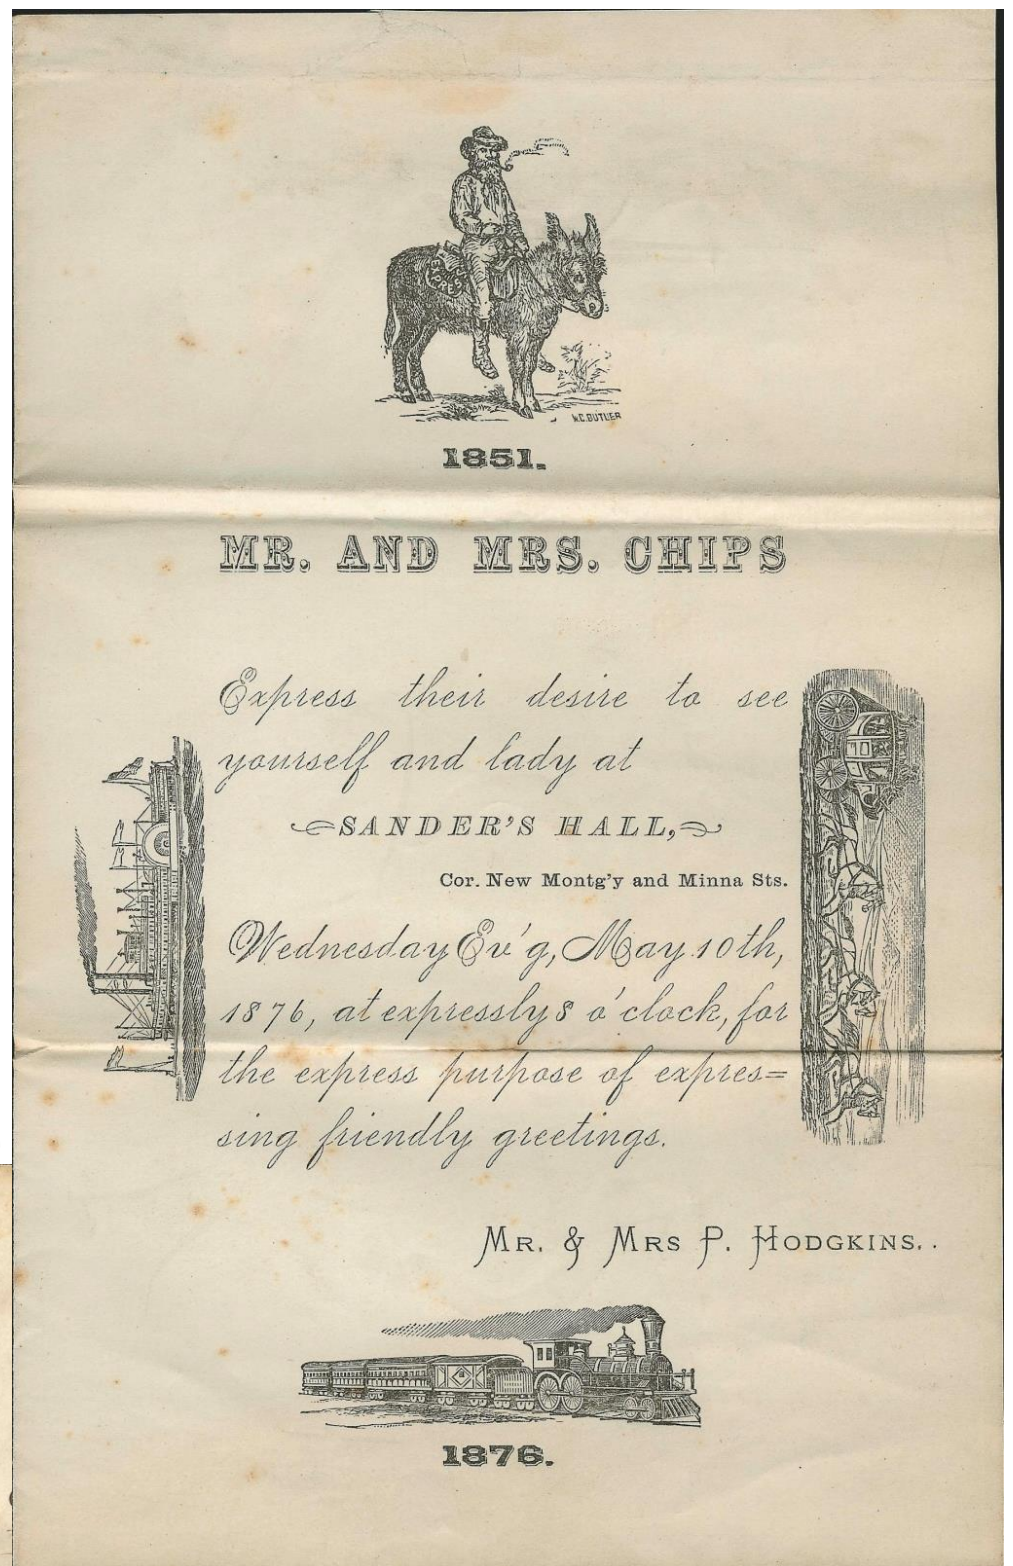 EXPRESS
W.C. BUTLER
1851.
MR. AND MRS. CHIPS
Express their desire to see
yourself and lady at
SANDER'S HALL,
Cor. New Montg'y and Minna Sts.
Wednesday Ev'g, May 10th,
1876, at expressly 8 o'clock, for
the express purpose of expres=
sing friendly greetings.
MR. & MRS P. HODGKINS..
1876.